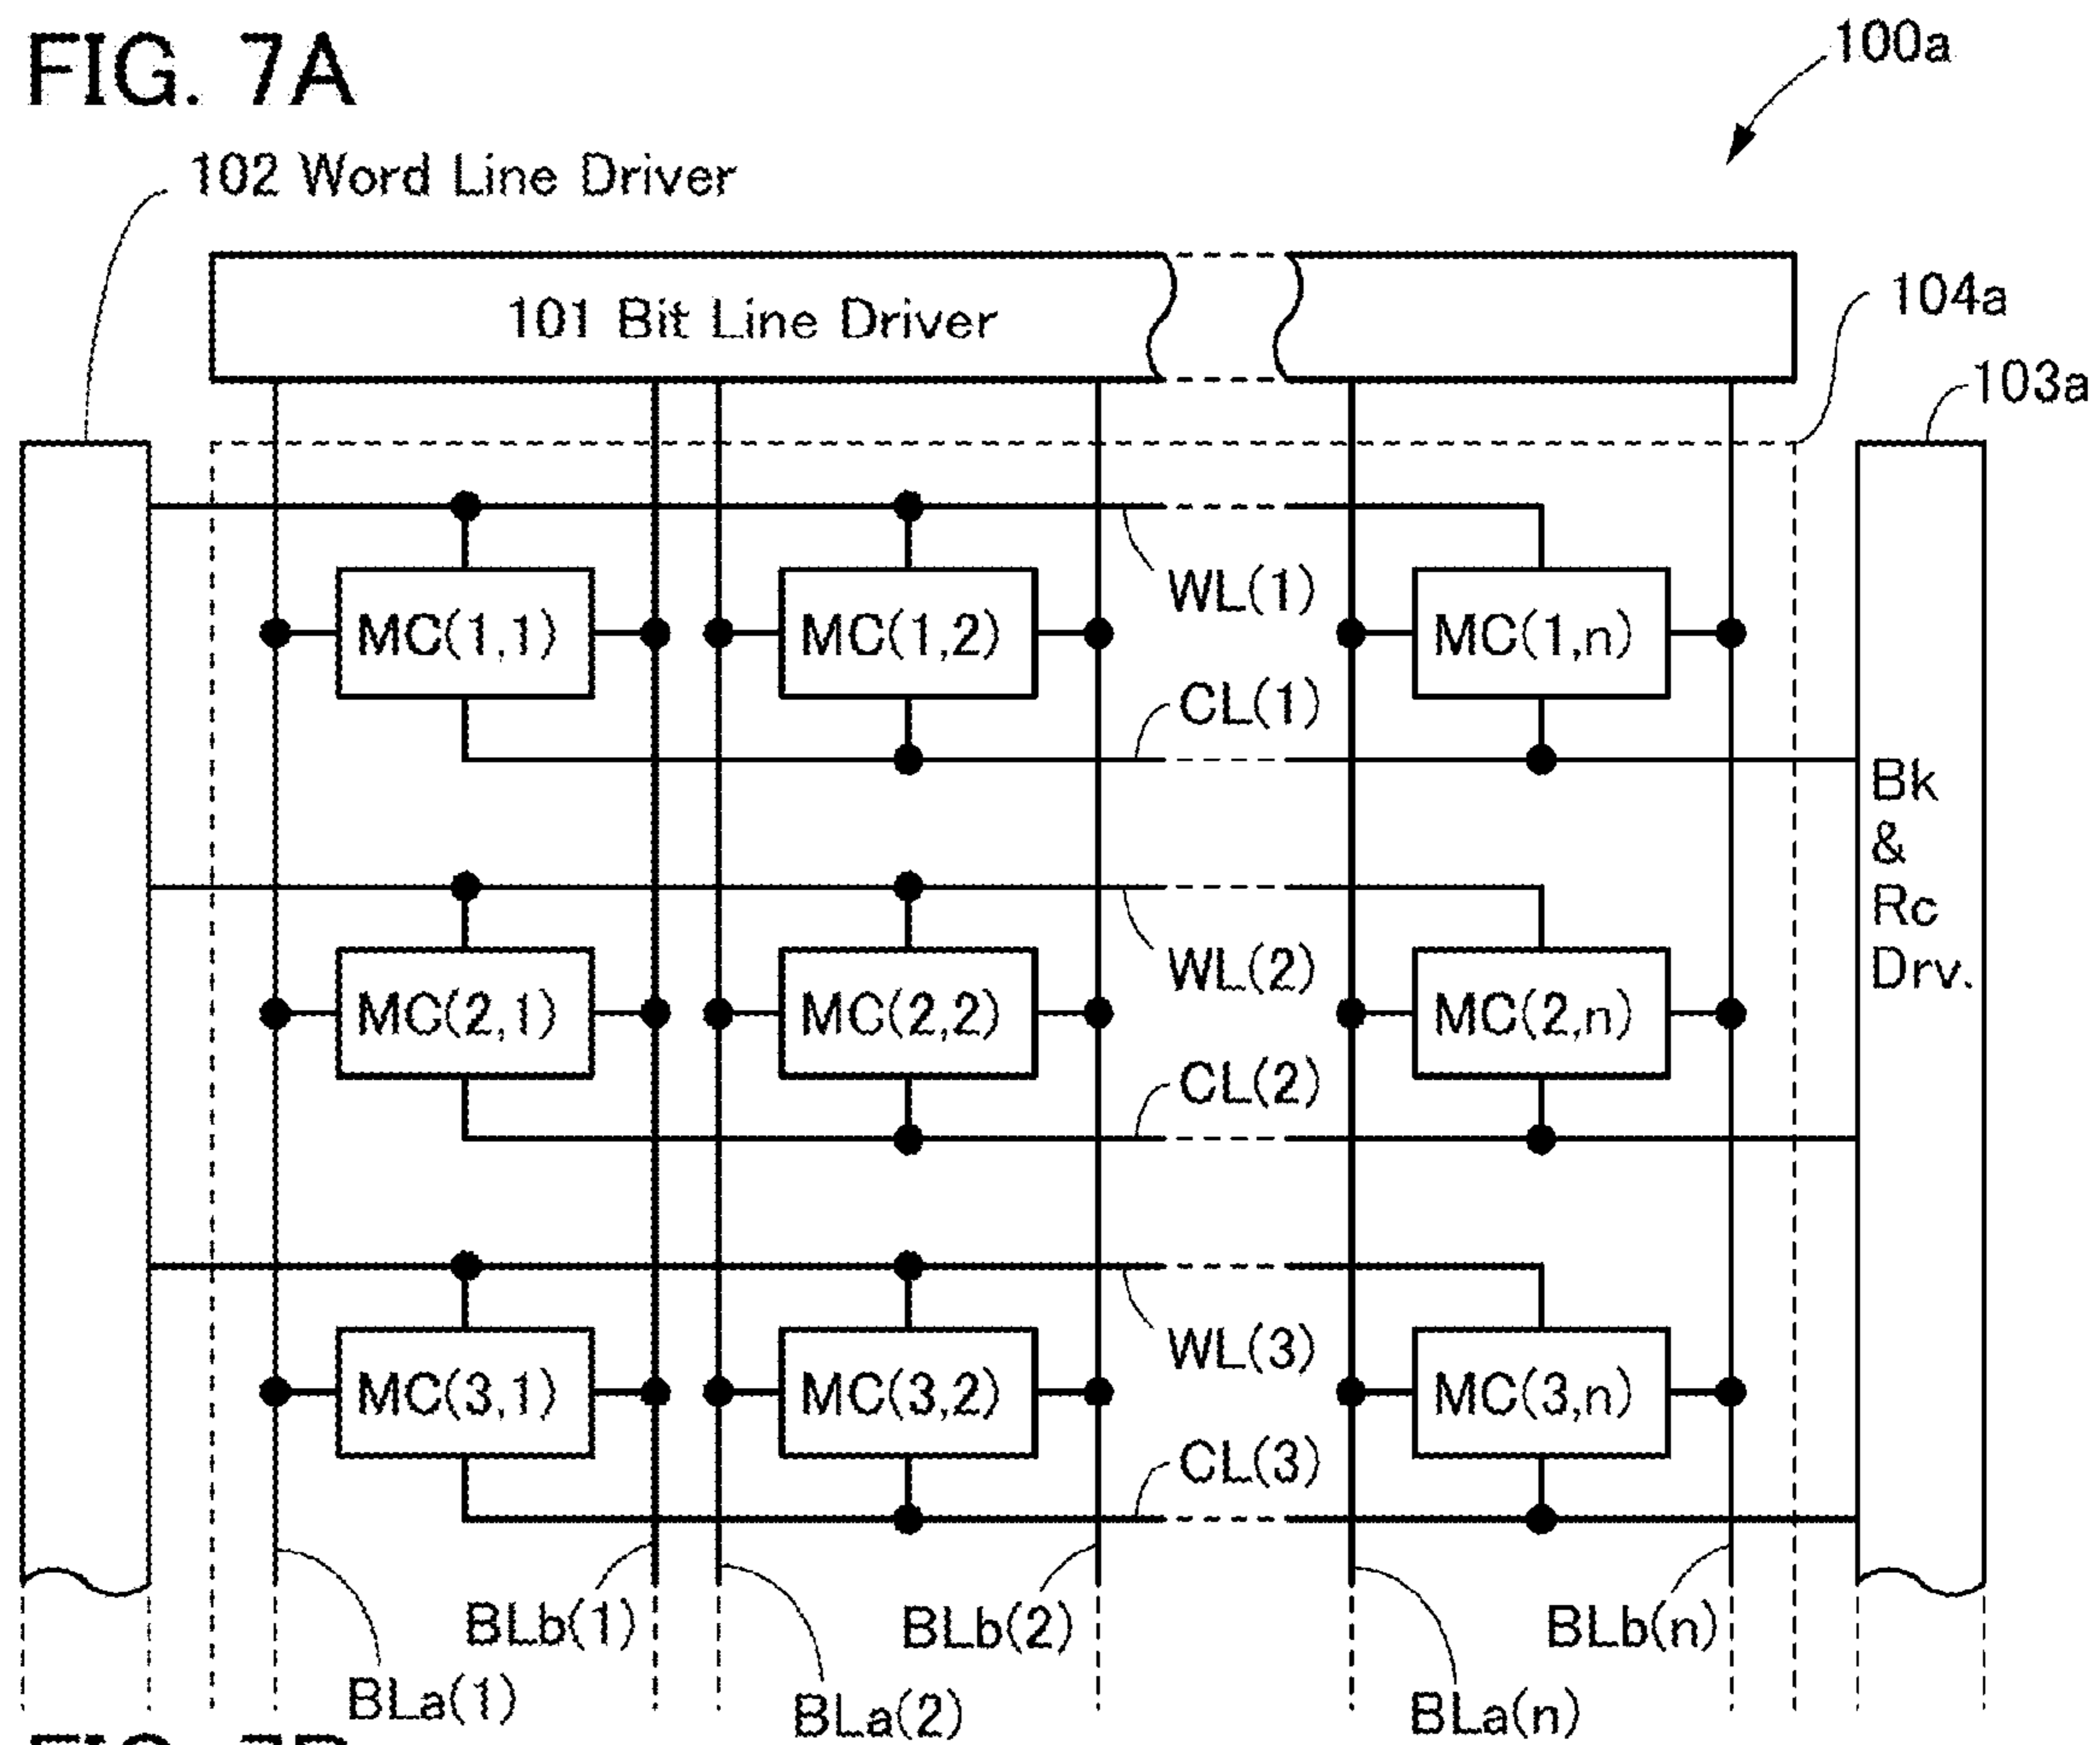 FIG. 7A
100a
102 Word Line Driver
101 Bit Line Driver
104a
103a
WL(1)
MC(1,1)
MC(1,2)
MC(1,n)
CL(1)
Bk
&
Rc
Drv.
WL(2)
MC(2,1)
MC(2,2)
MC(2,n)
CL(2)
WL(3)
MC(3,1)
MC(3,2)
MC(3,n)
CL(3)
BLb(1)
BLb(2)
BLb(n)
BLa(1)
BLa(2)
BLa(n)